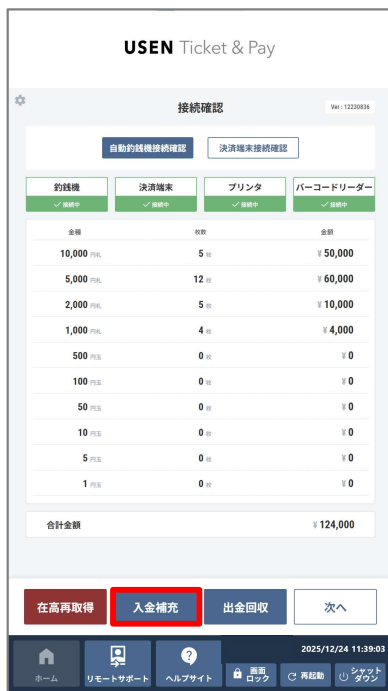 USEN Ticket & Pay
接続確認
Ver : 12230836
自動釣銭機接続確認 決済端末接続確認
釣銭機 決済端末 プリンタ バーコードリーダー
✓ 接続中 ✓ 接続中 ✓ 接続中 ✓ 接続中
金種 枚数 金額
10,000 円札 5 枚 ¥ 50,000
5,000 円札 12 枚 ¥ 60,000
2,000 円札 5 枚 ¥ 10,000
1,000 円札 4 枚 ¥ 4,000
500 円玉 0 枚 ¥ 0
100 円玉 0 枚 ¥ 0
50 円玉 0 枚 ¥ 0
10 円玉 0 枚 ¥ 0
5 円玉 0 枚 ¥ 0
1 円玉 0 枚 ¥ 0
合計金額 ¥ 124,000
在高再取得 入金補充 出金回収 次へ
2025/12/24 11:39:03
ホーム リモートサポート ヘルプサイト 画面ロック 再起動 シャットダウン